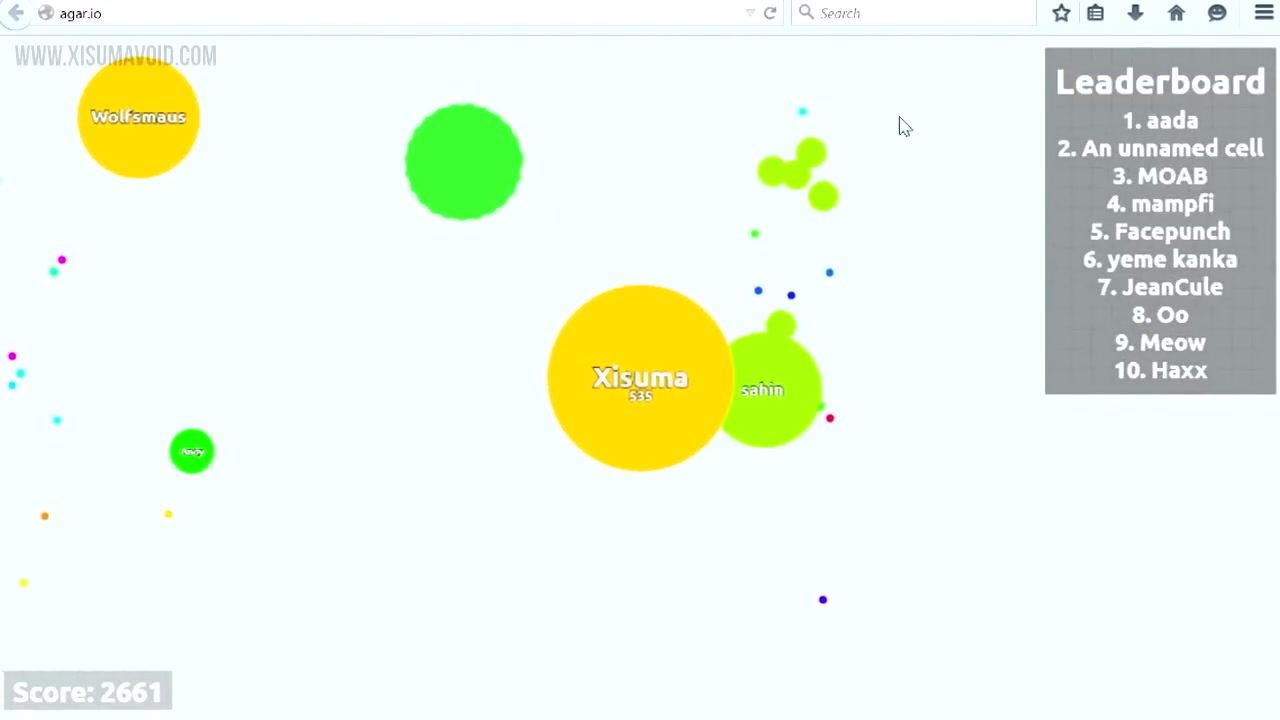 agar.io
Search
WWW.XISUMAVOID.COM
Wolfsmaus
Leaderboard
1. aada
2. An unnamed cell
3. MOAB
4. mampfi
5. Facepunch
6. yeme kanka
7. JeanCule
8. Oo
9. Meow
10. Haxx
Xisuma
535
sahin
Andy
Score: 2661